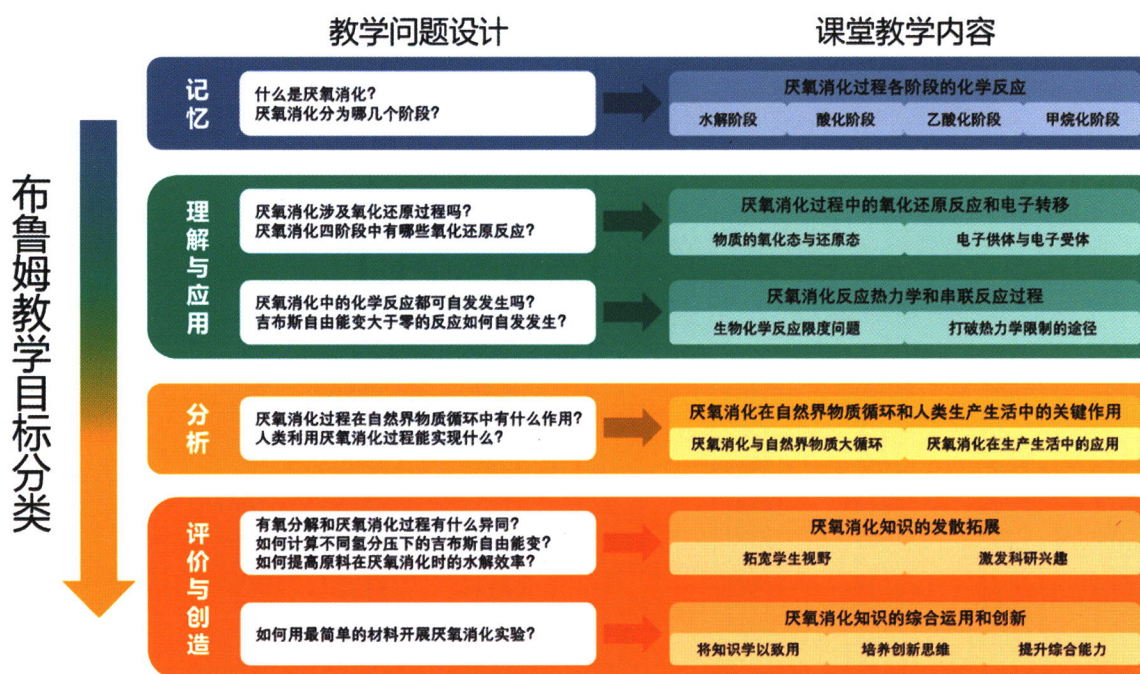 教学问题设计
课堂教学内容
布鲁姆教学目标分类
记忆
什么是厌氧消化?
厌氧消化分为哪几个阶段?
厌氧消化过程各阶段的化学反应
水解阶段
酸化阶段
乙酸化阶段
甲烷化阶段
理解与应用
厌氧消化涉及氧化还原过程吗?
厌氧消化四阶段中有哪些氧化还原反应?
厌氧消化过程中的氧化还原反应和电子转移
物质的氧化态与还原态
电子供体与电子受体
厌氧消化中的化学反应都可自发发生吗?
吉布斯自由能变大于零的反应如何自发发生?
厌氧消化反应热力学和串联反应过程
生物化学反应限度问题
打破热力学限制的途径
分析
厌氧消化过程在自然界物质循环中有什么作用?
人类利用厌氧消化过程能实现什么?
厌氧消化在自然界物质循环和人类生产生活中的关键作用
厌氧消化与自然界物质大循环
厌氧消化在生产生活中的应用
评价与创造
有氧分解和厌氧消化过程有什么异同?
如何计算不同氢分压下的吉布斯自由能变?
如何提高原料在厌氧消化时的水解效率?
厌氧消化知识的发散拓展
拓宽学生视野
激发科研兴趣
如何用最简单的材料开展厌氧消化实验?
厌氧消化知识的综合运用和创新
将知识学以致用
培养创新思维
提升综合能力